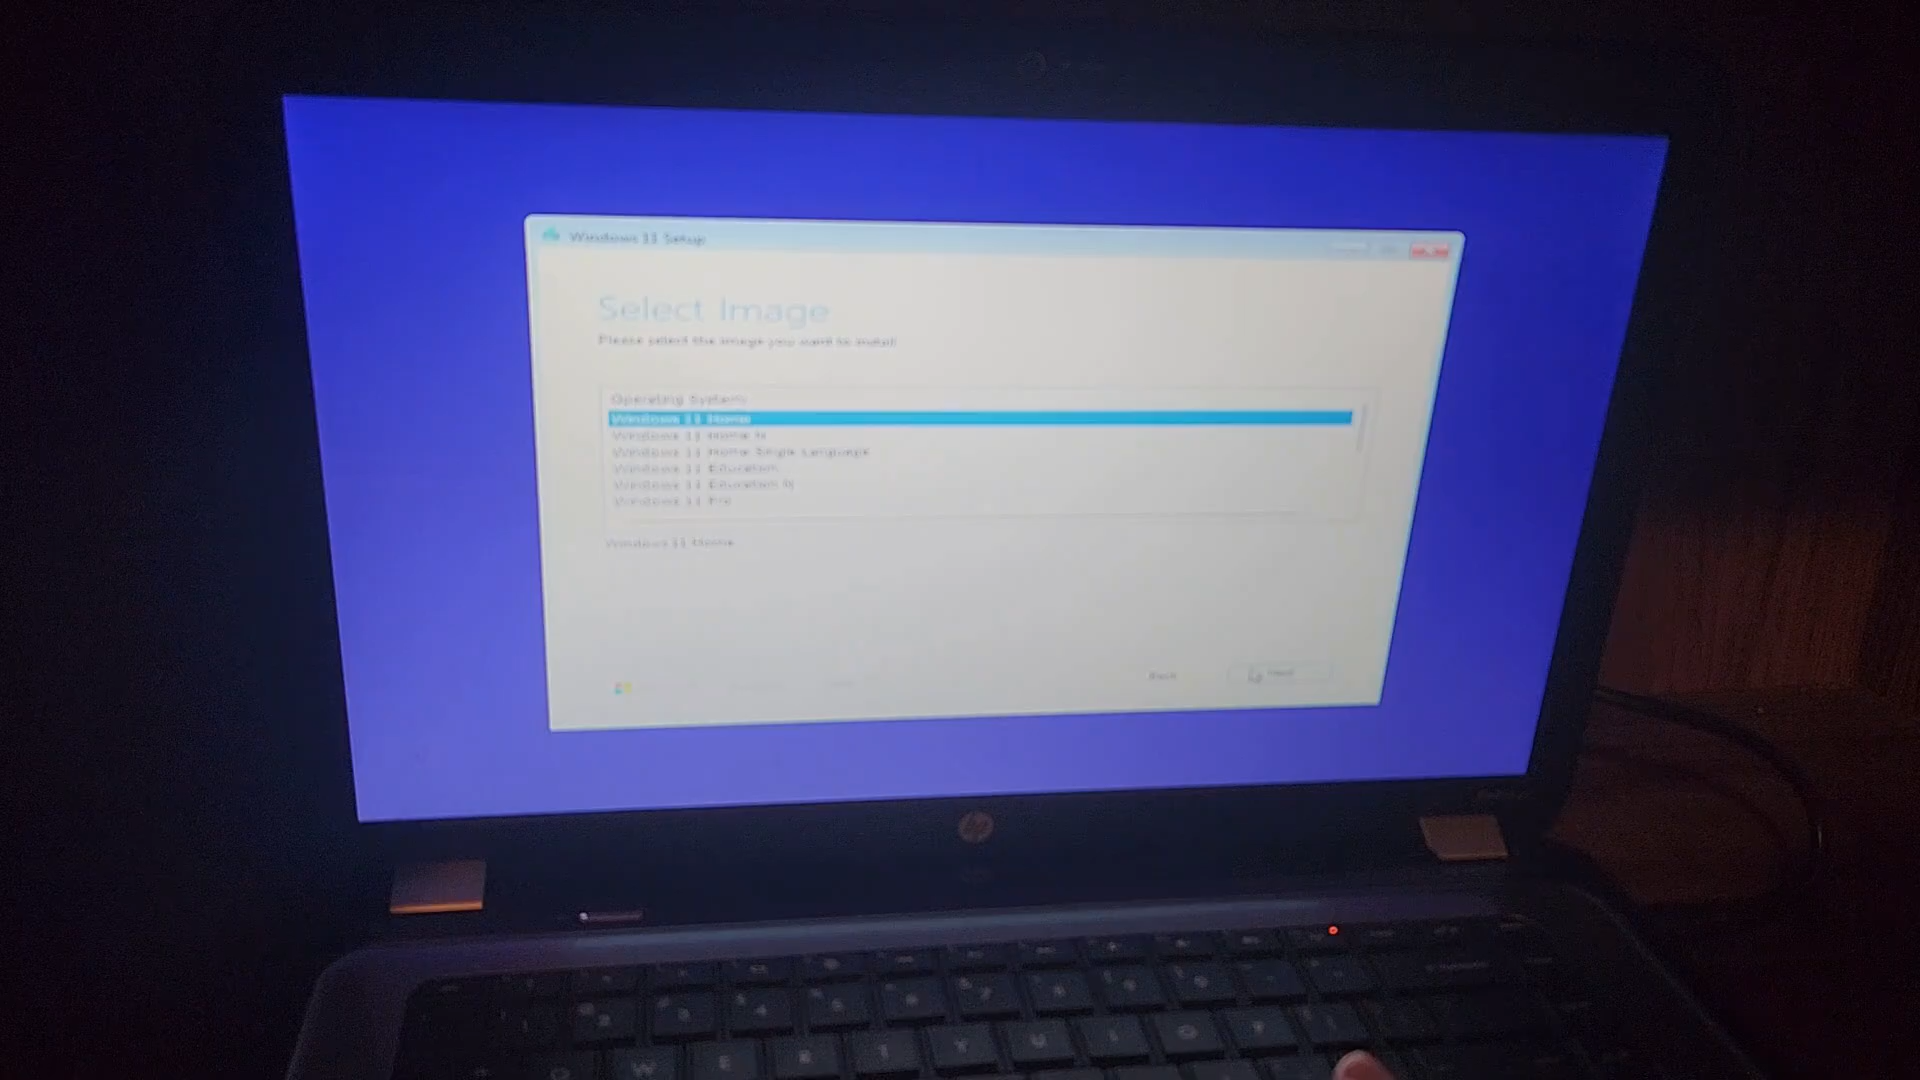 Windows 11 Setup
Select Image
Please select the image you want to install
Operating System
Windows 11 Home
Windows 11 Home N
Windows 11 Home Single Language
Windows 11 Education
Windows 11 Education N
Windows 11 Pro
Windows 11 Home
Back
Next
hp